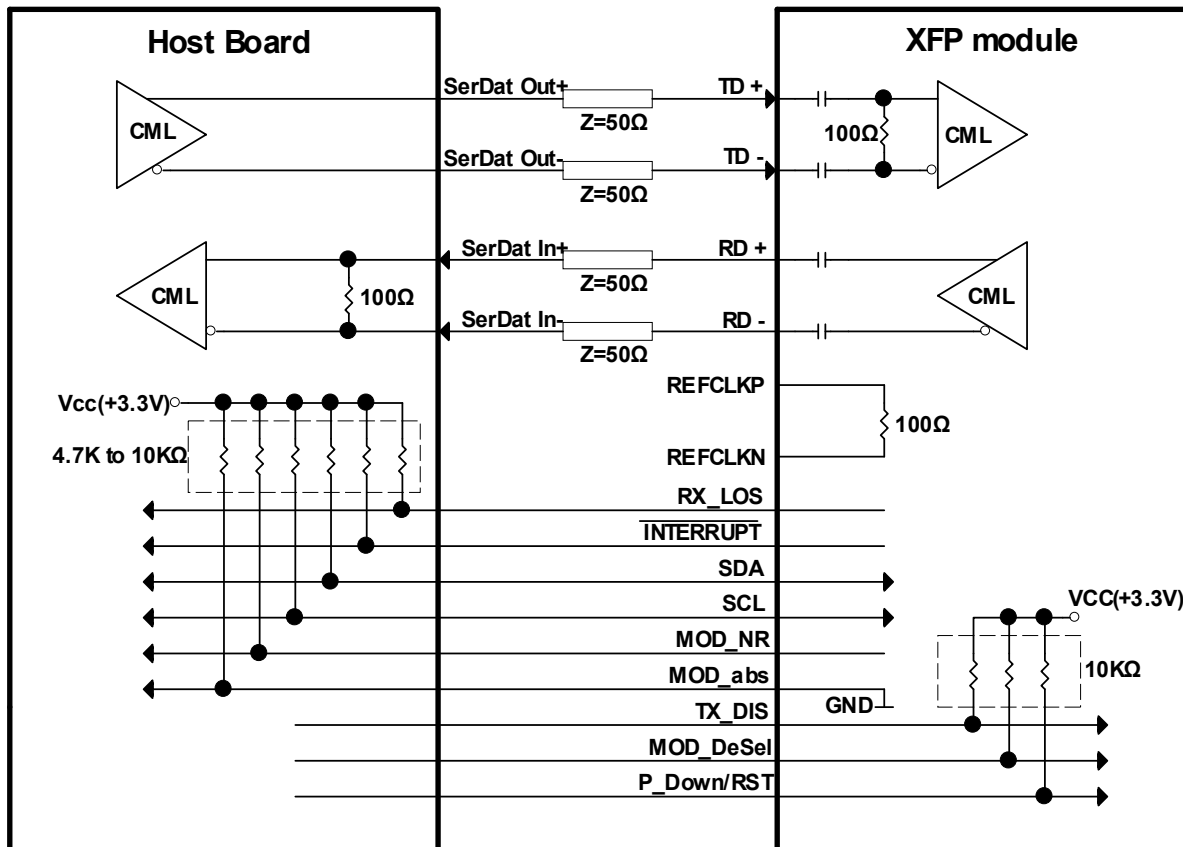 Host Board
XFP module
SerDat Out+
TD +
CML
Z=50Ω
100Ω
CML
SerDat Out-
TD -
Z=50Ω
SerDat In+
RD +
CML
Z=50Ω
100Ω
CML
SerDat In-
RD -
Z=50Ω
REFCLKP
Vcc(+3.3V)
100Ω
4.7K to 10KΩ
REFCLKN
RX_LOS
INTERRUPT
SDA
SCL
VCC(+3.3V)
MOD_NR
MOD_abs
10KΩ
GND
TX_DIS
MOD_DeSel
P_Down/RST